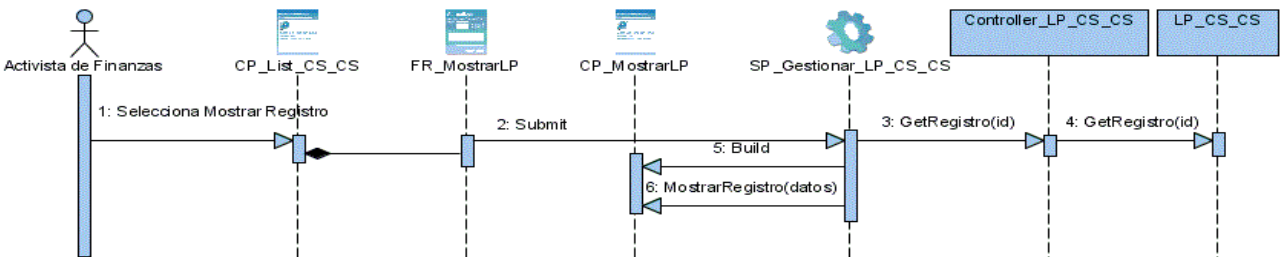 Controller_LP_CS_CS
LP_CS_CS
Activista de Finanzas
CP_List_CS_CS
FR_MostrarLP
CP_MostrarLP
SP_Gestionar_LP_CS_CS
1: Selecciona Mostrar Registro
2: Submit
3: GetRegistro(id)
4: GetRegistro(id)
5: Build
6: MostrarRegistro(datos)